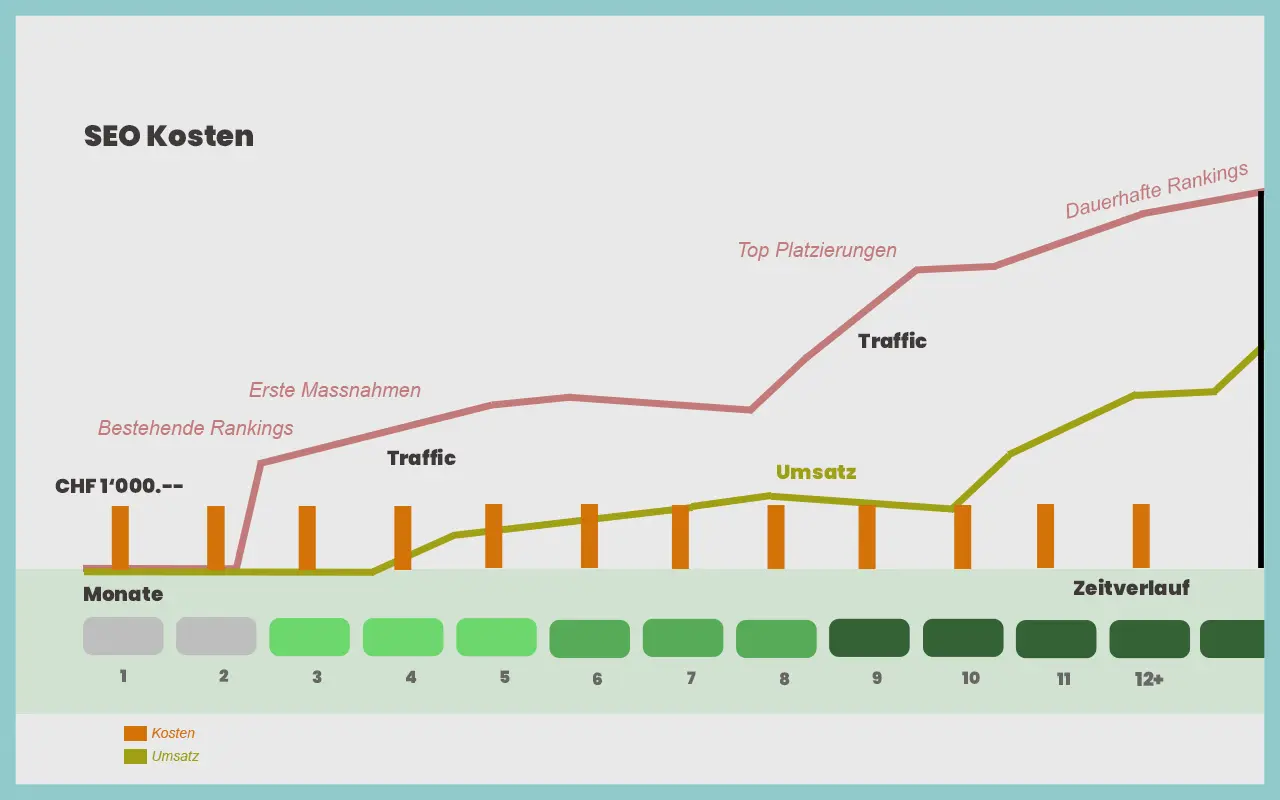 SEO Kosten
Dauerhafte Rankings
Top Platzierungen
Traffic
Erste Massnahmen
Bestehende Rankings
Traffic
Umsatz
CHF 1‘000.--
Monate
Zeitverlauf
1 2 3 4 5 6 7 8 9 10 11 12+
Kosten
Umsatz